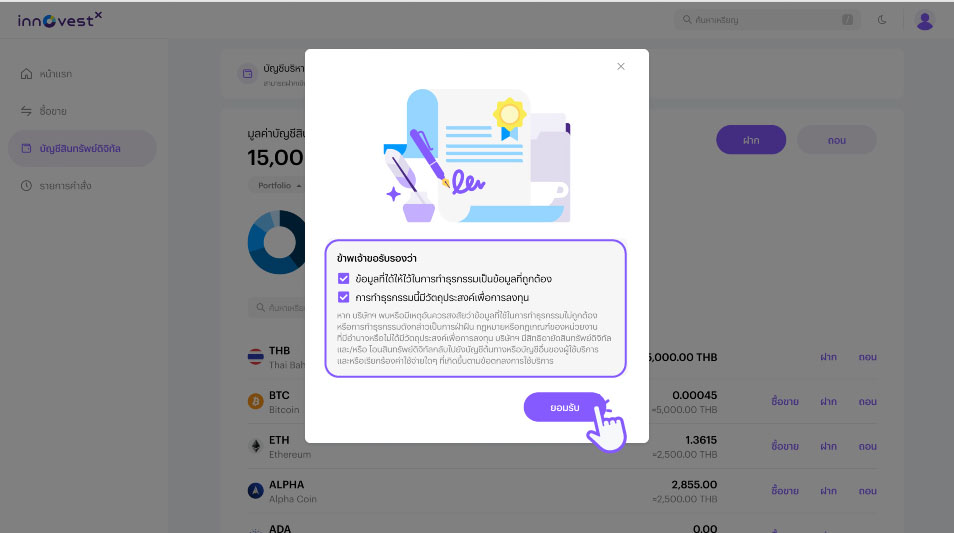 innovestx
ค้นหาเหรียญ
/
หน้าแรก
ซื้อขาย
บัญชีสินทรัพย์ดิจิทัล
รายการคำสั่ง
บัญชีบริหา
มูลค่าบัญชีสิน
15,00
ฝาก
ถอน
Portfolio
ข้าพเจ้าขอรับรองว่า
ข้อมูลที่ได้ให้ไว้ในการทำธุรกรรมเป็นข้อมูลที่ถูกต้อง
การทำธุรกรรมนี้มีวัตถุประสงค์เพื่อการลงทุน
หาก บริษัทฯ พบหรือมีเหตุอันควรสงสัยว่าข้อมูลที่ใช้ในการทำธุรกรรมไม่ถูกต้อง
หรือการทำธุรกรรมดังกล่าวเป็นการฝ่าฝืน กฎหมายหรือกฎเกณฑ์ของหน่วยงาน
ที่มีอำนาจหรือไม่ได้มีวัตถุประสงค์เพื่อการลงทุน บริษัทฯ มีสิทธิอายัดสินทรัพย์ดิจิทัล
และ/หรือ โอนสินทรัพย์ดิจิทัลกลับไปยังบัญชีต้นทางหรือบัญชีอื่นของผู้ใช้บริการ
และหรือเรียกร้องค่าใช้จ่ายใดๆ ที่เกิดขึ้นตามข้อตกลงการใช้บริการ
ยอมรับ
ค้นหาเหรีย
THB
Thai Bah
5,000.00 THB
ฝาก
ถอน
BTC
Bitcoin
0.00045
≈5,000.00 THB
ซื้อขาย
ฝาก
ถอน
ETH
Ethereum
1.3615
≈2,500.00 THB
ซื้อขาย
ฝาก
ถอน
ALPHA
Alpha Coin
2,855.00
≈2,500.00 THB
ซื้อขาย
ฝาก
ถอน
ADA
0.00